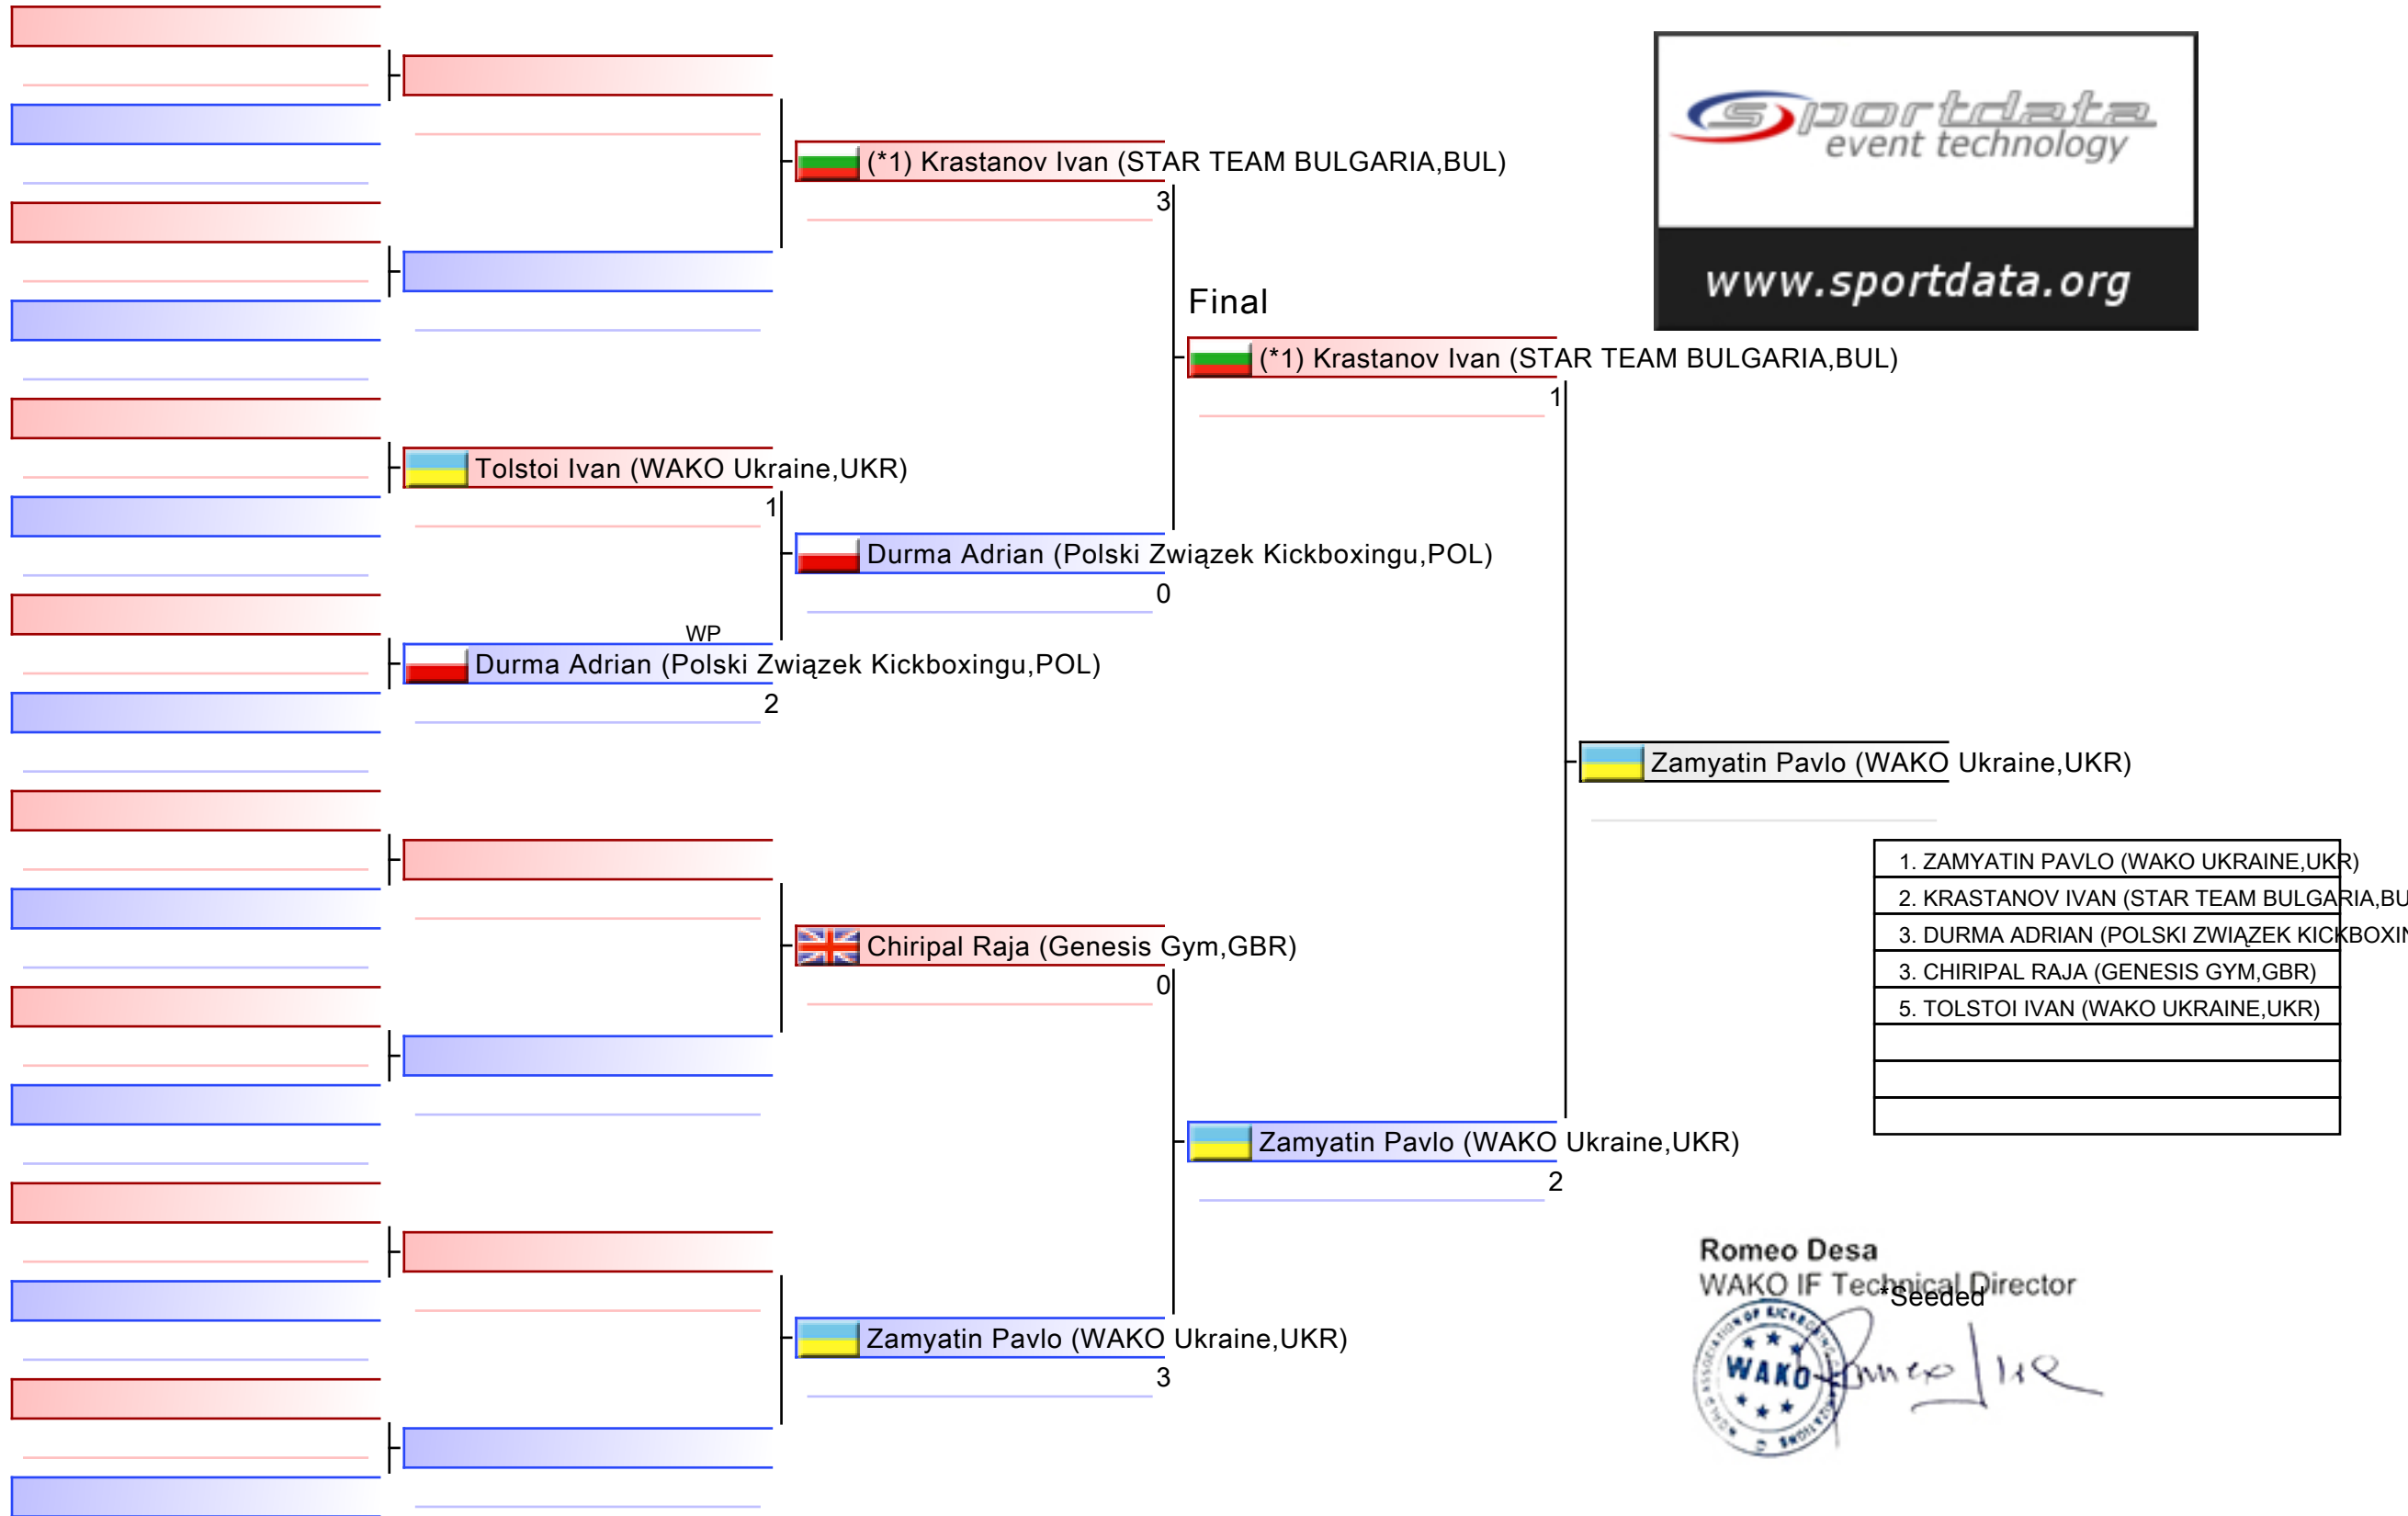 sportdata
event technology
www.sportdata.org
(*1) Krastanov Ivan (STAR TEAM BULGARIA,BUL)
3
Final
(*1) Krastanov Ivan (STAR TEAM BULGARIA,BUL)
1
Tolstoi Ivan (WAKO Ukraine,UKR)
1
Durma Adrian (Polski Związek Kickboxingu,POL)
0
WP
Durma Adrian (Polski Związek Kickboxingu,POL)
2
Zamyatin Pavlo (WAKO Ukraine,UKR)
1. ZAMYATIN PAVLO (WAKO UKRAINE,UKR)
2. KRASTANOV IVAN (STAR TEAM BULGARIA,BU
3. DURMA ADRIAN (POLSKI ZWIĄZEK KICKBOXIN
3. CHIRIPAL RAJA (GENESIS GYM,GBR)
5. TOLSTOI IVAN (WAKO UKRAINE,UKR)
Chiripal Raja (Genesis Gym,GBR)
0
Zamyatin Pavlo (WAKO Ukraine,UKR)
2
Zamyatin Pavlo (WAKO Ukraine,UKR)
3
Romeo Desa
WAKO IF Technical Director
*Seeded
WAKO